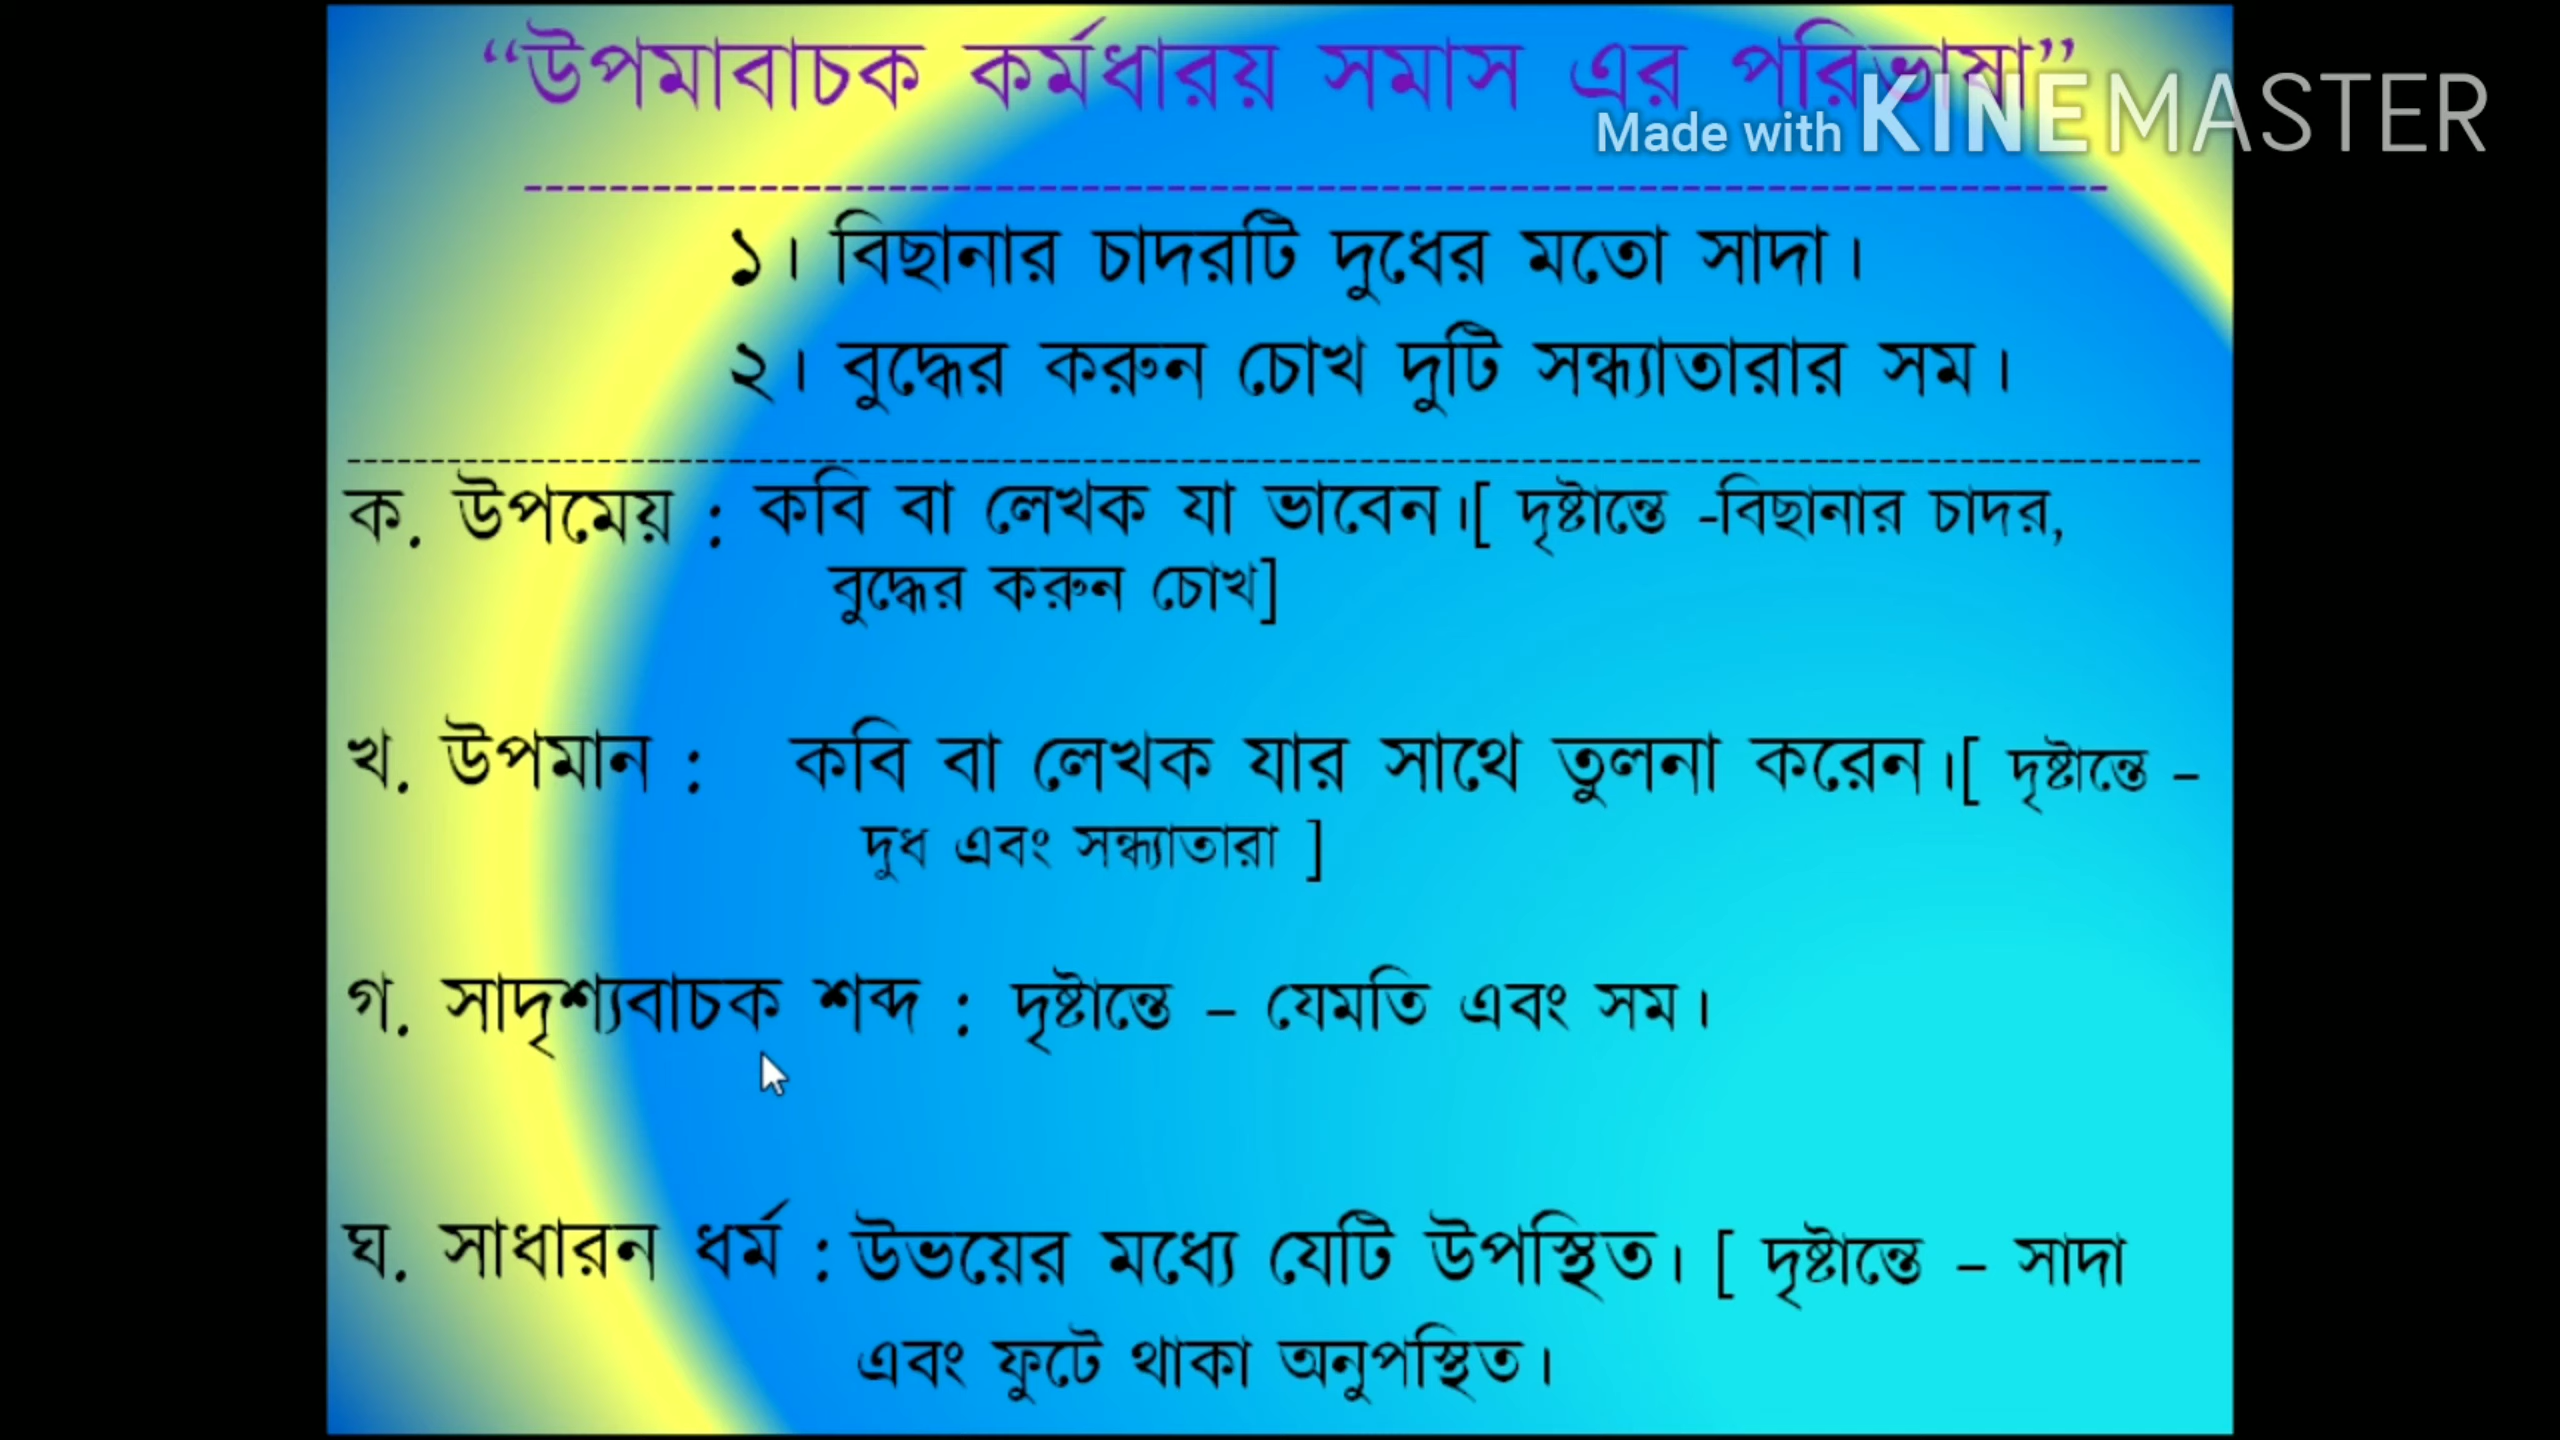 “উপমাবাচক কর্মধারয় সমাস এর পরিভাষা”
Made with KINEMASTER
১। বিছানার চাদরটি দুধের মতো সাদা।
২। বুদ্ধের করুন চোখ দুটি সন্ধ্যাতারার সম।
ক. উপমেয় : কবি বা লেখক যা ভাবেন।[ দৃষ্টান্তে -বিছানার চাদর,
বুদ্ধের করুন চোখ]
খ. উপমান : কবি বা লেখক যার সাথে তুলনা করেন।[ দৃষ্টান্তে –
দুধ এবং সন্ধ্যাতারা ]
গ. সাদৃশ্যবাচক শব্দ : দৃষ্টান্তে – যেমতি এবং সম।
ঘ. সাধারন ধর্ম : উভয়ের মধ্যে যেটি উপস্থিত। [ দৃষ্টান্তে – সাদা
এবং ফুটে থাকা অনুপস্থিত।